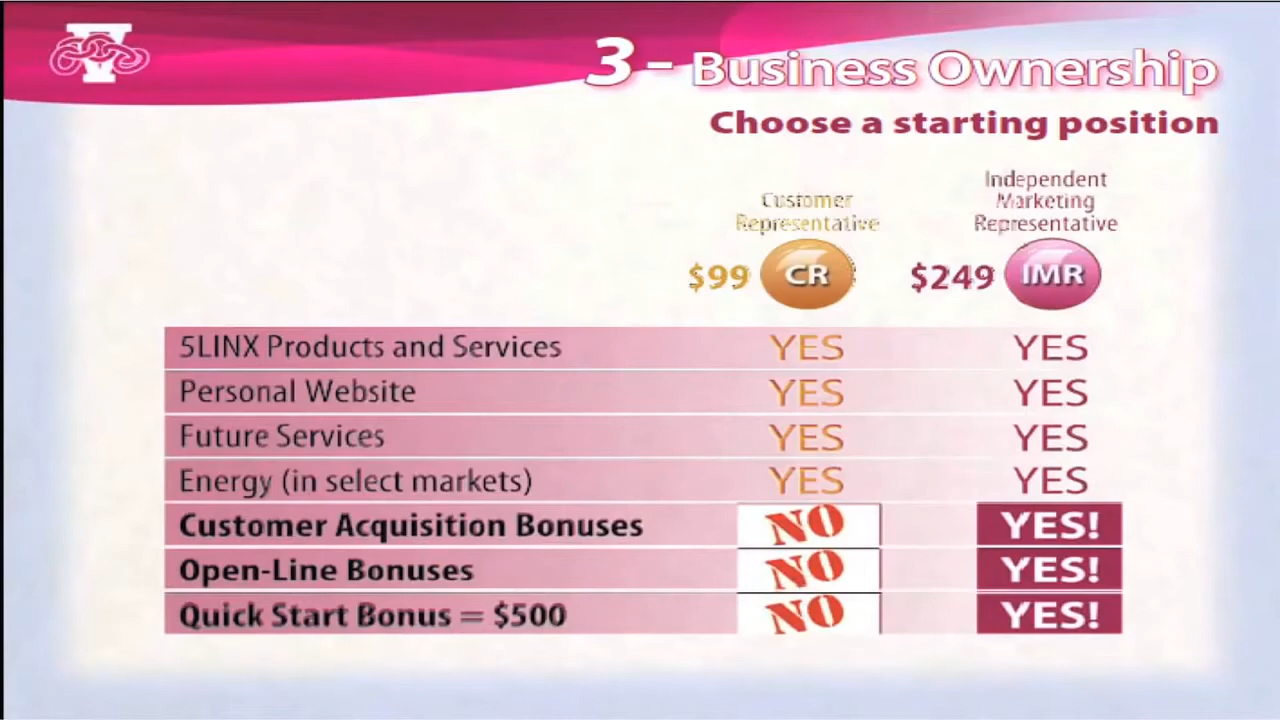 3 - Business Ownership
Choose a starting position
Customer
Representative
Independent
Marketing
Representative
$99 CR $249 IMR
5LINX Products and Services YES YES
Personal Website YES YES
Future Services YES YES
Energy (in select markets) YES YES
Customer Acquisition Bonuses NO YES!
Open-Line Bonuses NO YES!
Quick Start Bonus = $500 NO YES!